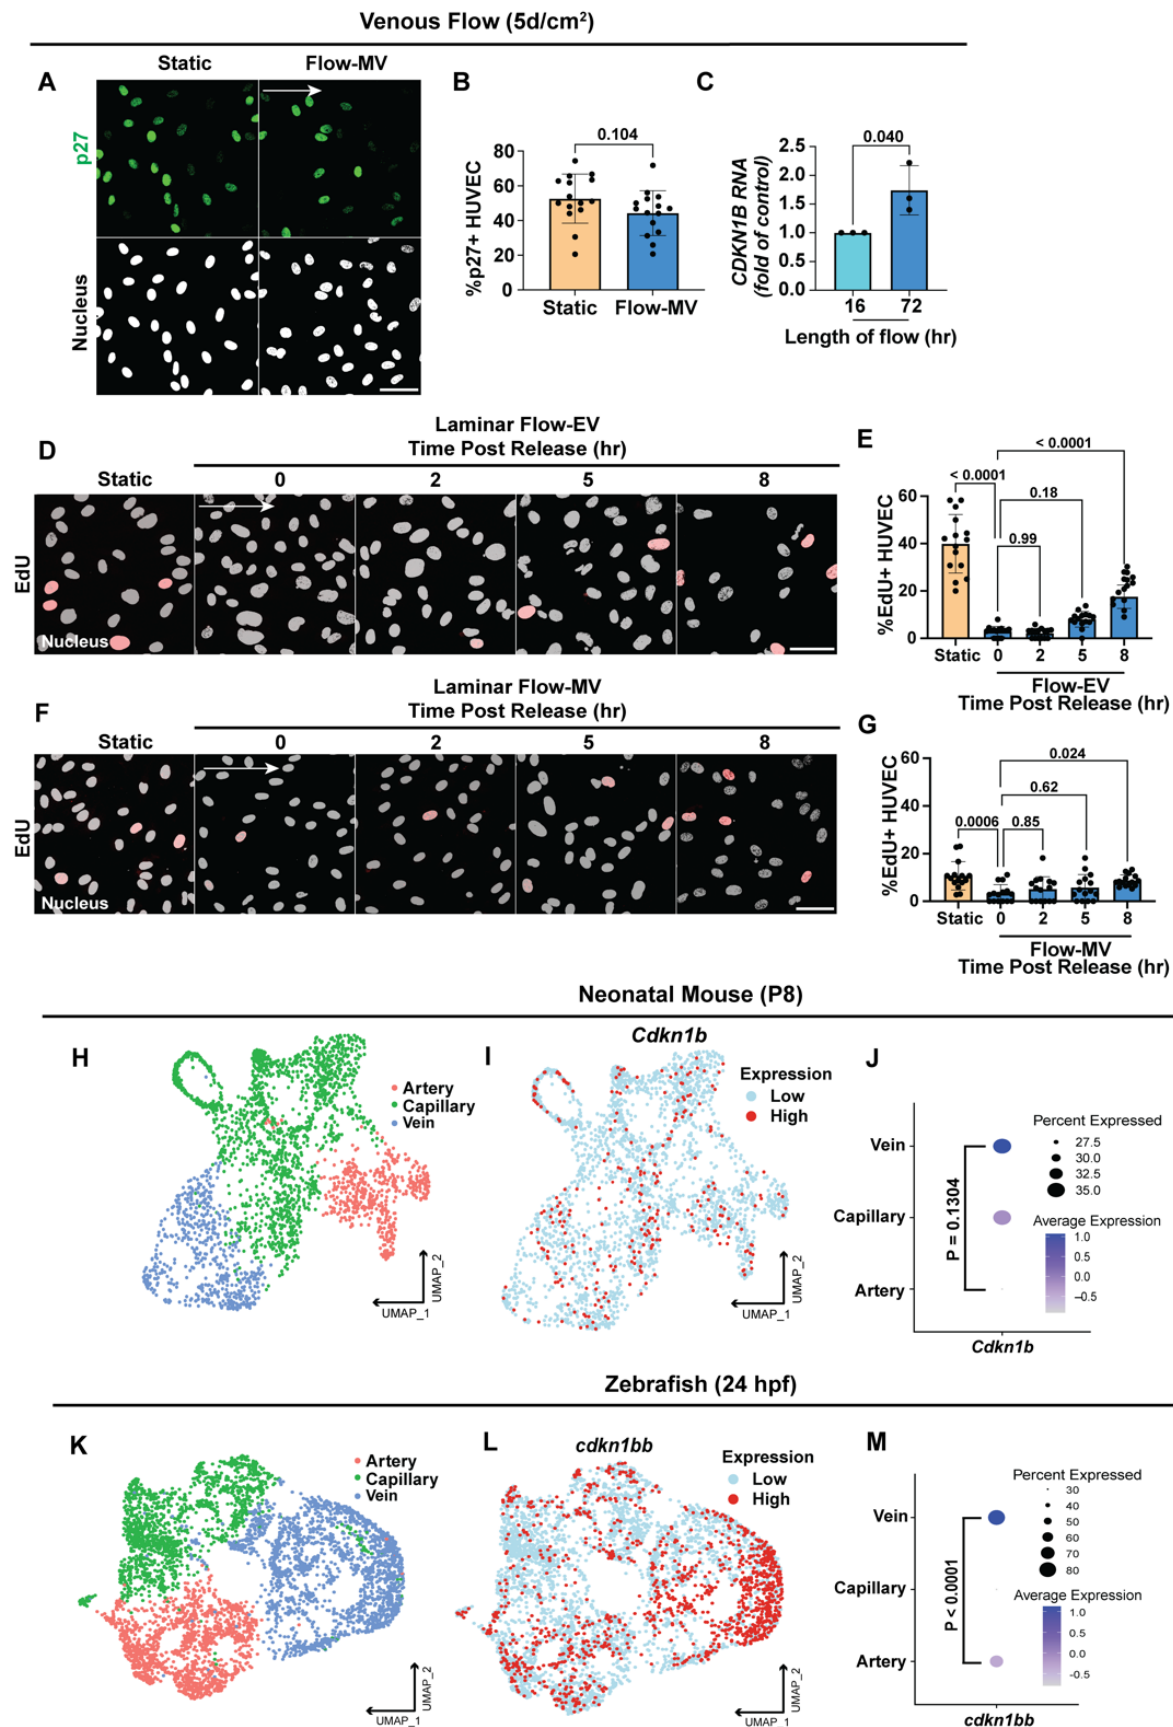 Venous Flow (5d/cm²)
A
Static
Flow-MV
p27
Nucleus
B
0.104
80
60
40
20
0
%p27+ HUVEC
Static
Flow-MV
C
0.040
2.5
2.0
1.5
1.0
0.5
0.0
CDKN1B RNA
(fold of control)
16
72
Length of flow (hr)
D
Laminar Flow-EV
Time Post Release (hr)
Static
0
2
5
8
EdU
Nucleus
E
< 0.0001
< 0.0001
0.18
0.99
60
40
20
0
%EdU+ HUVEC
Static
0
2
5
8
Flow-EV
Time Post Release (hr)
F
Laminar Flow-MV
Time Post Release (hr)
Static
0
2
5
8
EdU
Nucleus
G
0.024
0.62
0.0006
0.85
60
40
20
0
%EdU+ HUVEC
Static
0
2
5
8
Flow-MV
Time Post Release (hr)
Neonatal Mouse (P8)
H
Artery
Capillary
Vein
UMAP_1
UMAP_2
I
Cdkn1b
Expression
Low
High
UMAP_1
UMAP_2
J
Vein
Capillary
Artery
P = 0.1304
Cdkn1b
Percent Expressed
27.5
30.0
32.5
35.0
Average Expression
1.0
0.5
0.0
−0.5
Zebrafish (24 hpf)
K
Artery
Capillary
Vein
UMAP_1
UMAP_2
L
cdkn1bb
Expression
Low
High
UMAP_1
UMAP_2
M
Vein
Capillary
Artery
P < 0.0001
cdkn1bb
Percent Expressed
30
40
50
60
70
80
Average Expression
1.0
0.5
0.0
-0.5